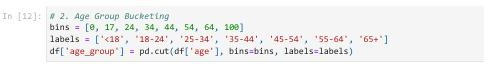 In [12]: # 2. Age Group Bucketing
bins = [0, 17, 24, 34, 44, 54, 64, 100]
labels = ['<18', '18-24', '25-34', '35-44', '45-54', '55-64', '65+']
df['age_group'] = pd.cut(df['age'], bins=bins, labels=labels)